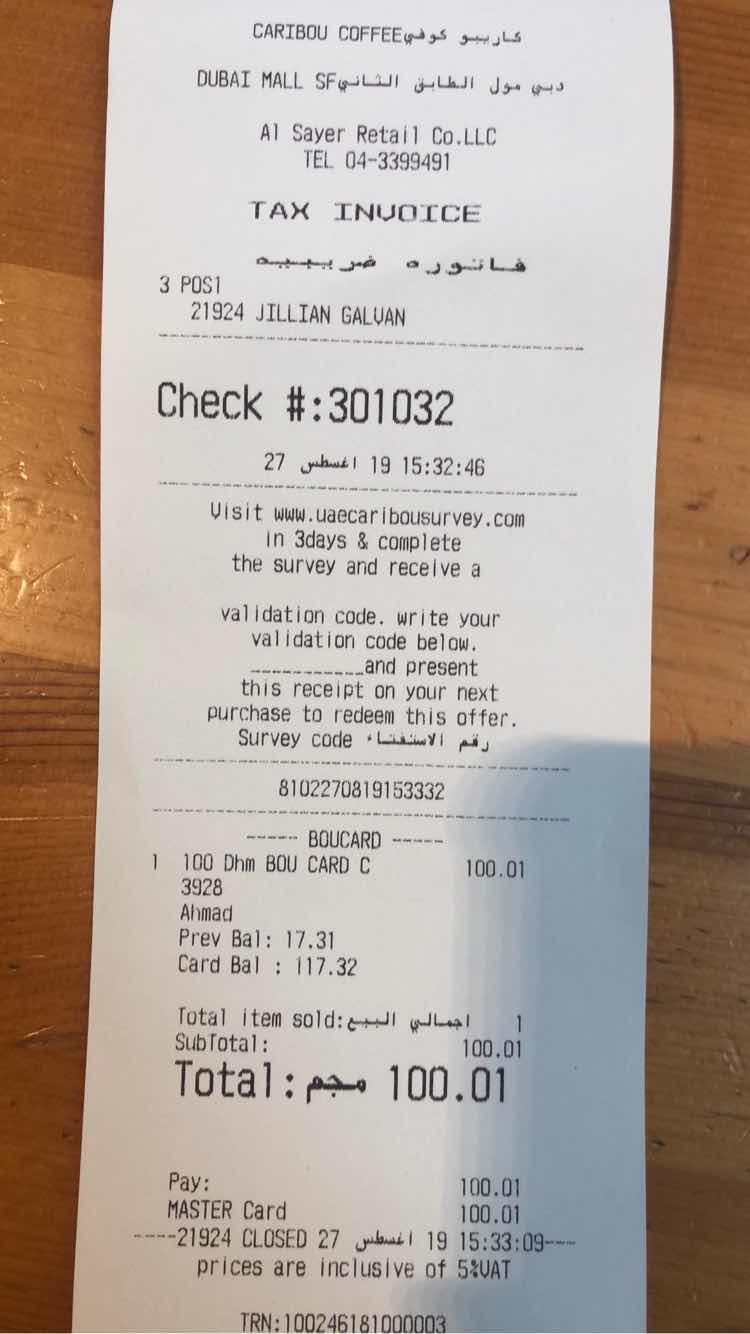 CARIBOU COFFEE كاريبو كوفي
DUBAI MALL SF دبي مول الطابق الثاني
Al Sayer Retail Co.LLC
TEL 04-3399491
TAX INVOICE
فاتوره ضريبيه
3 POS1
21924 JILLIAN GALVAN
Check #:301032
27 اغسطس 19 15:32:46
Visit www.uaecaribousurvey.com
in 3days & complete
the survey and receive a
validation code. write your
validation code below.
____________and present
this receipt on your next
purchase to redeem this offer.
Survey code رقم الاستفتاء
8102270819153332
----- BOUCARD -----
1 100 Dhm BOU CARD C 100.01
3928
Ahmad
Prev Bal: 17.31
Card Bal : 117.32
Total item sold:اجمالي البيع 1
SubTotal: 100.01
Total: مجم 100.01
Pay: 100.01
MASTER Card 100.01
----21924 CLOSED 27 اغسطس 19 15:33:09---
prices are inclusive of 5%VAT
TRN:100246181000003